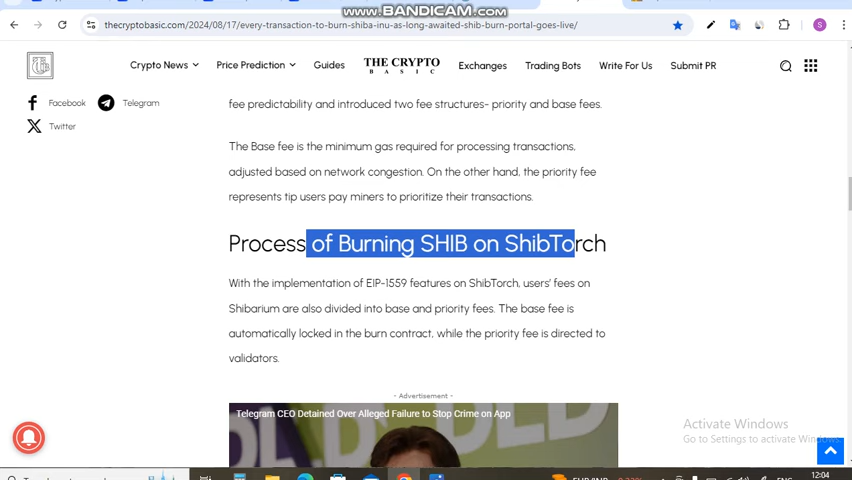 WWW.BANDICAM.COM
thecryptobasic.com/2024/08/17/every-transaction-to-burn-shiba-inu-as-long-awaited-shib-burn-portal-goes-live/
S
Crypto News
Price Prediction
Guides
THE CRYPTO
BASIC
Exchanges
Trading Bots
Write For Us
Submit PR
Facebook
Telegram
Twitter
fee predictability and introduced two fee structures- priority and base fees.
The Base fee is the minimum gas required for processing transactions,
adjusted based on network congestion. On the other hand, the priority fee
represents tip users pay miners to prioritize their transactions.
Process of Burning SHIB on ShibTorch
With the implementation of EIP-1559 features on ShibTorch, users' fees on
Shibarium are also divided into base and priority fees. The base fee is
automatically locked in the burn contract, while the priority fee is directed to
validators.
- Advertisement -
Telegram CEO Detained Over Alleged Failure to Stop Crime on App
Activate Windows
Go to Settings to activate Windows.
12:04